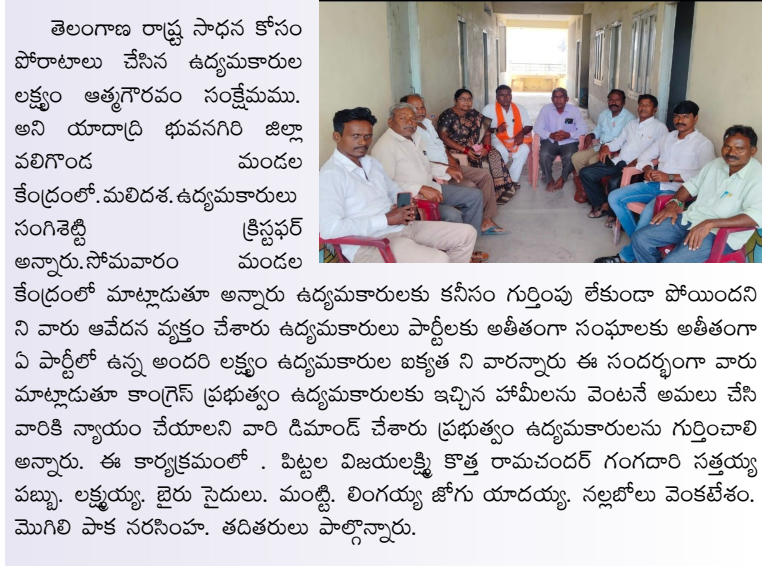 తెలంగాణ రాష్ట్ర సాధన కోసం
పోరాటాలు చేసిన ఉద్యమకారుల
లక్ష్యం ఆత్మగౌరవం సంక్షేమము.
అని యాదాద్రి భువనగిరి జిల్లా
వలిగొండ మండల
కేంద్రంలో.మలిదశ.ఉద్యమకారులు
సంగిశెట్టి క్రిస్టఫర్
అన్నారు.సోమవారం మండల
కేంద్రంలో మాట్లాడుతూ అన్నారు ఉద్యమకారులకు కనీసం గుర్తింపు లేకుండా పోయిందని
ని వారు ఆవేదన వ్యక్తం చేశారు ఉద్యమకారులు పార్టీలకు అతీతంగా సంఘాలకు అతీతంగా
ఏ పార్టీలో ఉన్న అందరి లక్ష్యం ఉద్యమకారుల ఐక్యత ని వారన్నారు ఈ సందర్భంగా వారు
మాట్లాడుతూ కాంగ్రెస్ ప్రభుత్వం ఉద్యమకారులకు ఇచ్చిన హామీలను వెంటనే అమలు చేసి
వారికి న్యాయం చేయాలని వారి డిమాండ్ చేశారు ప్రభుత్వం ఉద్యమకారులను గుర్తించాలి
అన్నారు. ఈ కార్యక్రమంలో . పిట్టల విజయలక్ష్మి కొత్త రామచందర్ గంగదారి సత్తయ్య
పబ్బు. లక్ష్మయ్య. బైరు సైదులు. మంట్టి. లింగయ్య జోగు యాదయ్య. నల్లబోలు వెంకటేశం.
మొగిలి పాక నరసింహ. తదితరులు పాల్గొన్నారు.